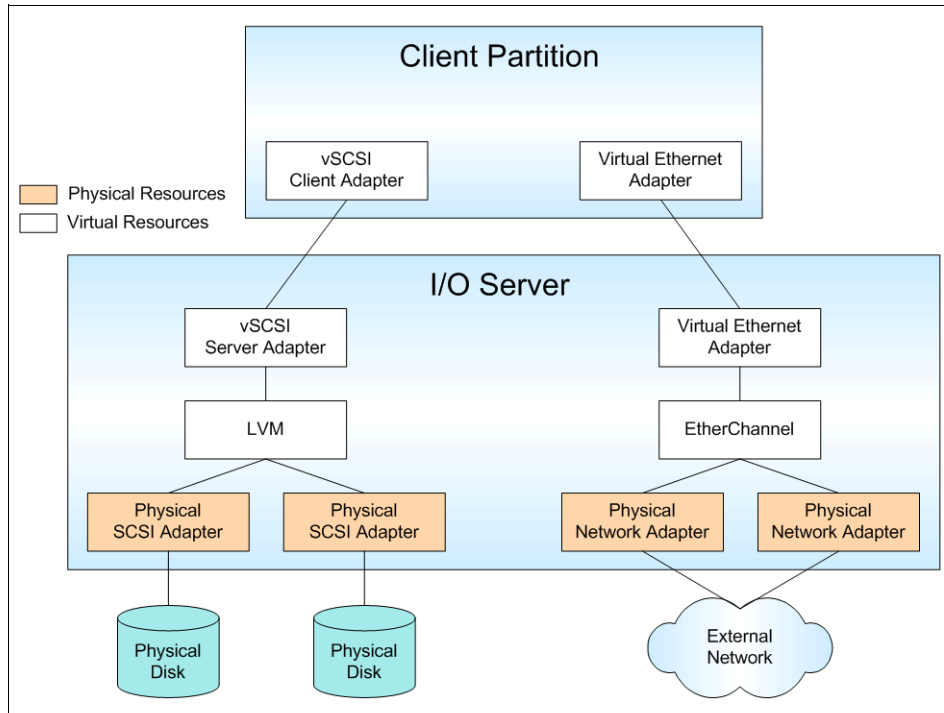 Client Partition
vSCSI
Client Adapter
Virtual Ethernet
Adapter
Physical Resources
Virtual Resources
I/O Server
vSCSI
Server Adapter
Virtual Ethernet
Adapter
LVM
EtherChannel
Physical
SCSI Adapter
Physical
SCSI Adapter
Physical
Network Adapter
Physical
Network Adapter
Physical
Disk
Physical
Disk
External
Network